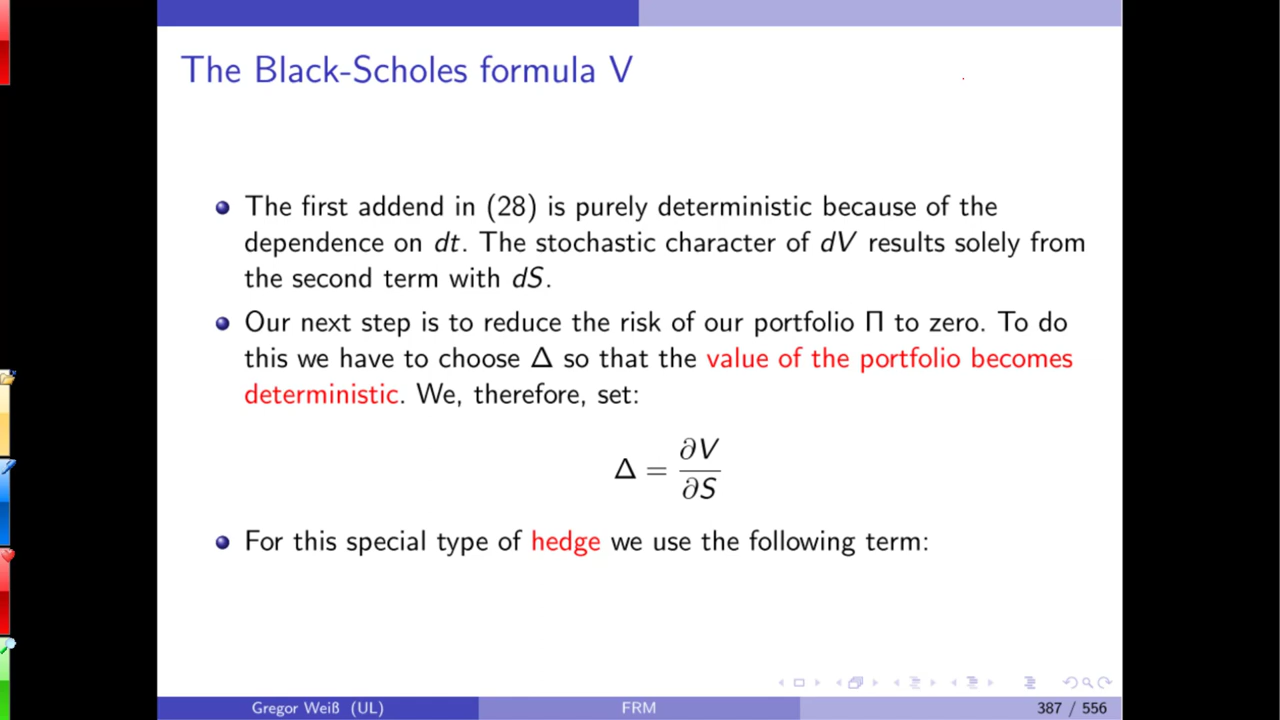 The Black-Scholes formula V
The first addend in (28) is purely deterministic because of the
dependence on dt. The stochastic character of dV results solely from
the second term with dS.
Our next step is to reduce the risk of our portfolio Π to zero. To do
this we have to choose Δ so that the value of the portfolio becomes
deterministic. We, therefore, set:
Δ = ∂V/∂S
For this special type of hedge we use the following term:
Gregor Weiß (UL) FRM 387 / 556